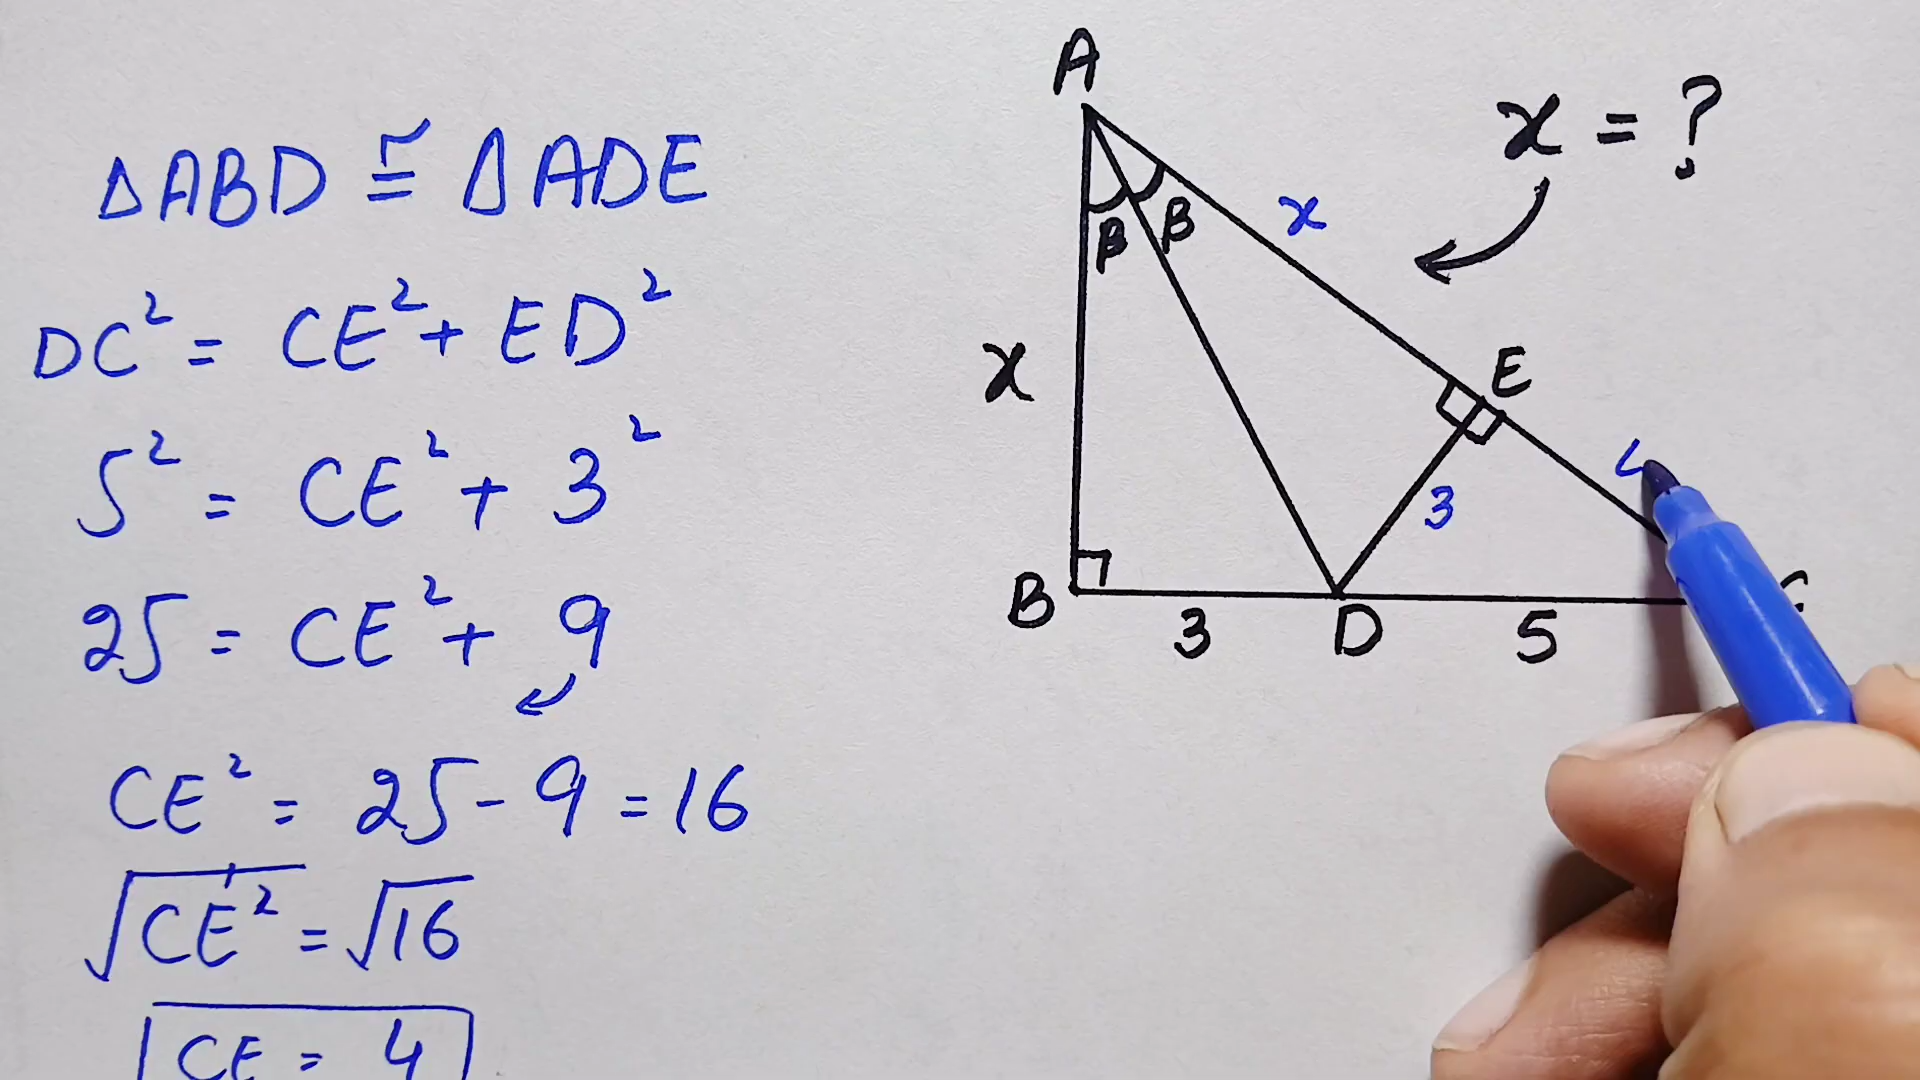 ΔABD ≅ ΔADE
DC² = CE² + ED²
5² = CE² + 3²
25 = CE² + 9
CE² = 25 - 9 = 16
√CE² = √16
CE = 4
x = ?
A
β β
x
x
E
3
B
3
D
5